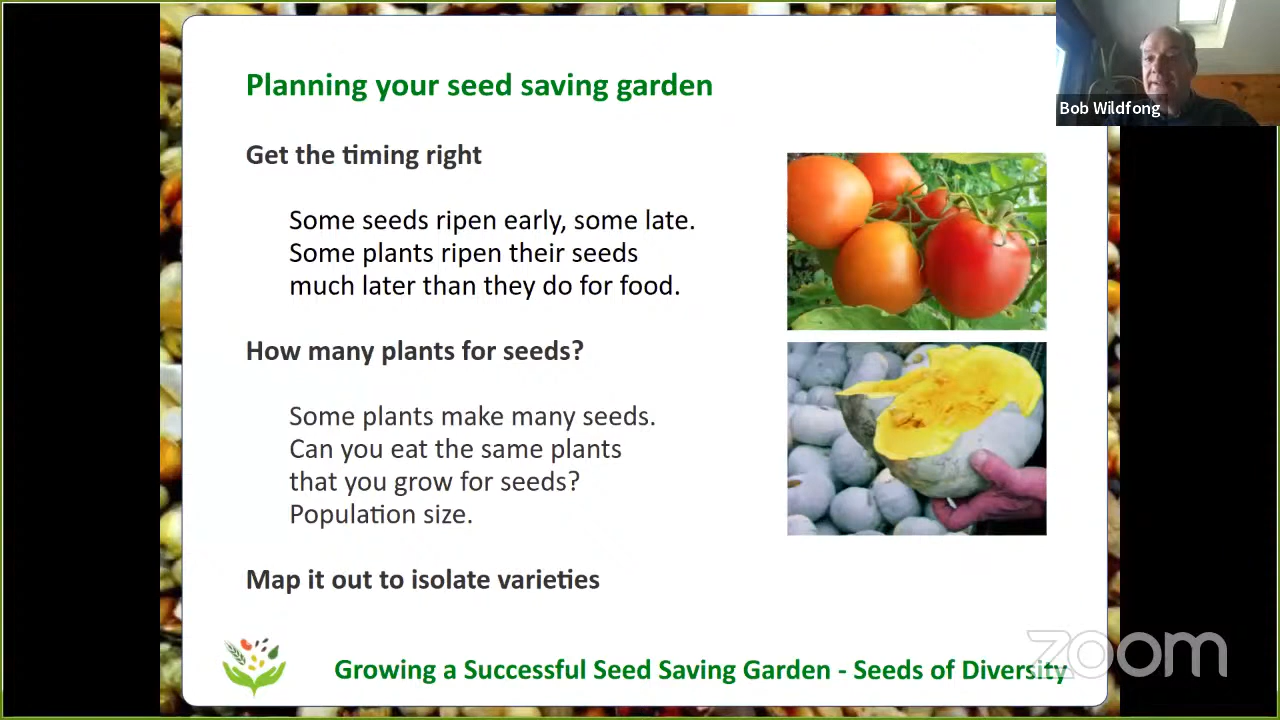 Planning your seed saving garden
Bob Wildfong
Get the timing right
Some seeds ripen early, some late.
Some plants ripen their seeds
much later than they do for food.
How many plants for seeds?
Some plants make many seeds.
Can you eat the same plants
that you grow for seeds?
Population size.
Map it out to isolate varieties
Growing a Successful Seed Saving Garden - Seeds of Diversity
zoom